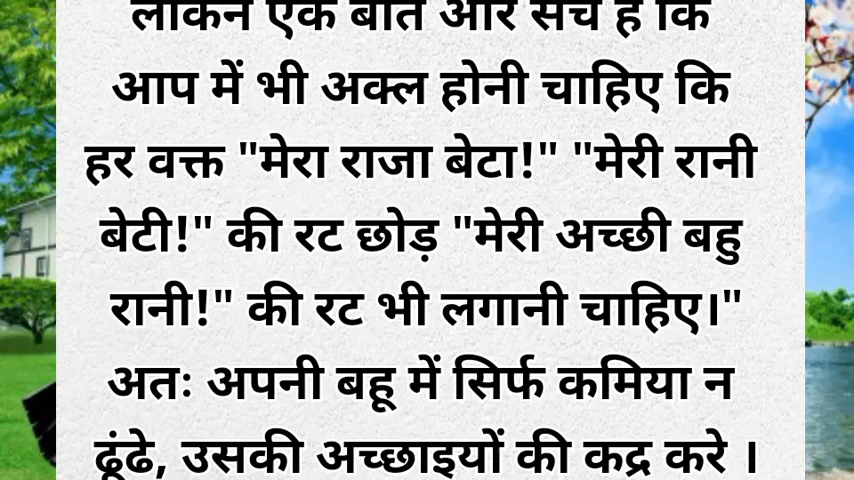 लेकिन एक बात और सच है कि
आप में भी अक्ल होनी चाहिए कि
हर वक्त "मेरा राजा बेटा!" "मेरी रानी
बेटी!" की रट छोड़ "मेरी अच्छी बहु
रानी!" की रट भी लगानी चाहिए।"
अतः अपनी बहू में सिर्फ कमिया न
ढूंढे, उसकी अच्छाइयों की कद्र करे ।